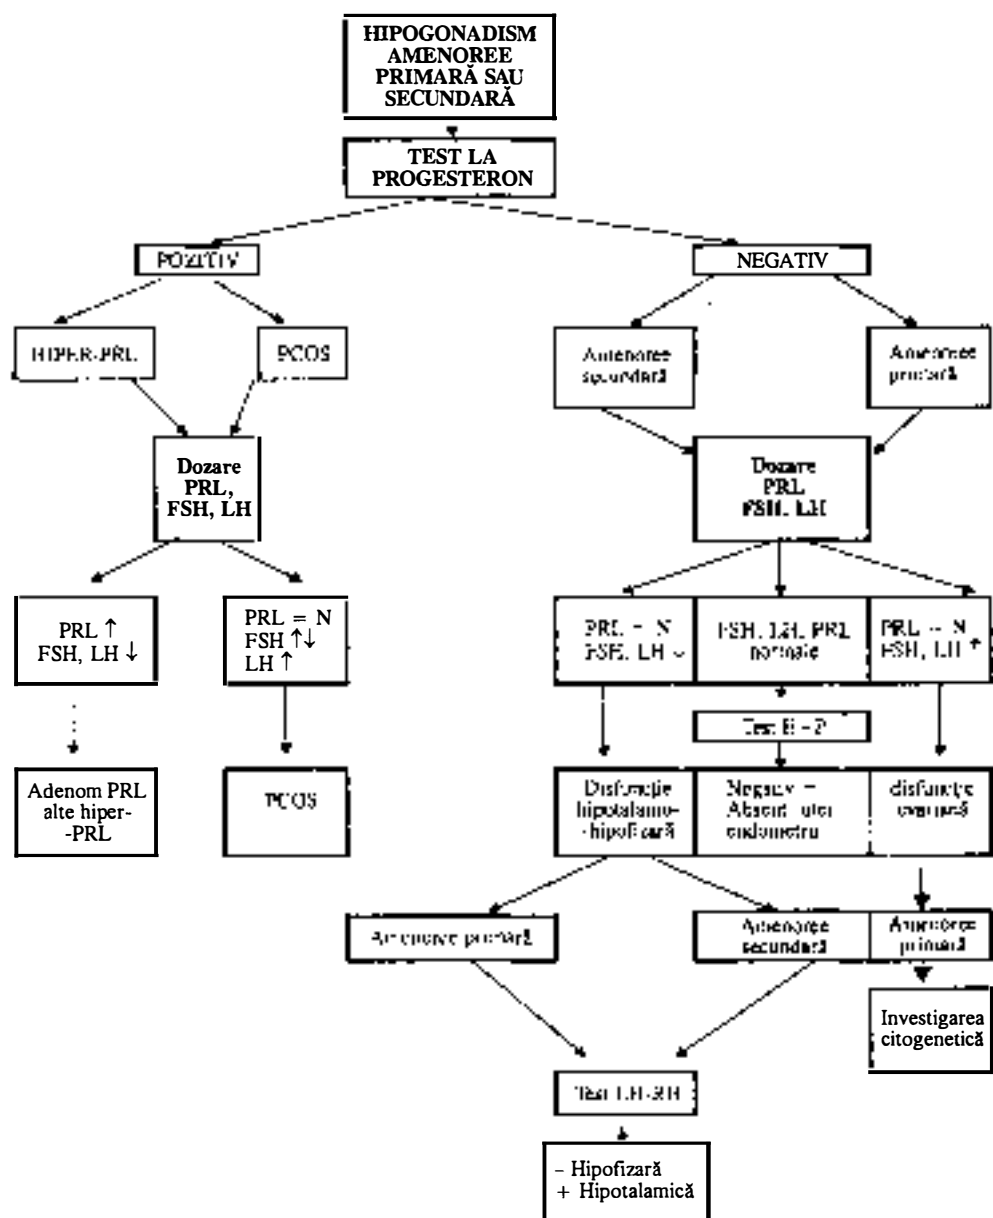 HIPOGONADISM
AMENOREE
PRIMARĂ SAU
SECUNDARĂ
TEST LA
PROGESTERON
POZITIV
NEGATIV
HIPER-PRL
PCOS
Amenoree
secundară
Amenoree
primară
Dozare
PRL,
FSH, LH
Dozare
PRL
FSH, LH
PRL ↑
FSH, LH ↓
PRL = N
FSH ↑↓
LH ↑
PRL = N
FSH, LH ↓
FSH, LH, PRL
normale
PRL = N
FSH, LH ↑
Test
Adenom PRL
alte hiper-
-PRL
PCOS
Disfuncție
hipotalamo-
-hipofizară
Negativ =
Absent
endometru
disfuncție
Amenoree primară
Amenoree
secundară
Amenoree
primară
Investigarea
citogenetică
Test LH-RH
– Hipofizară
+ Hipotalamică